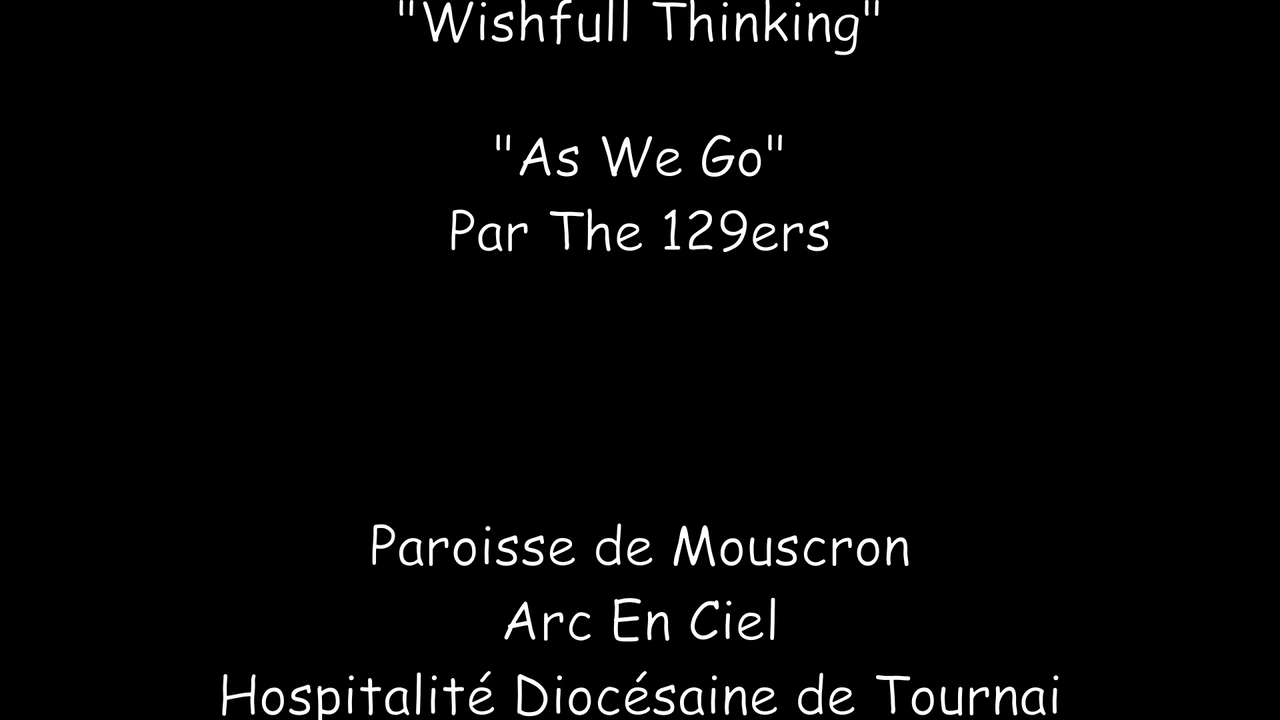 "Wishfull Thinking"
"As We Go"
Par The 129ers
Paroisse de Mouscron
Arc En Ciel
Hospitalité Diocésaine de Tournai